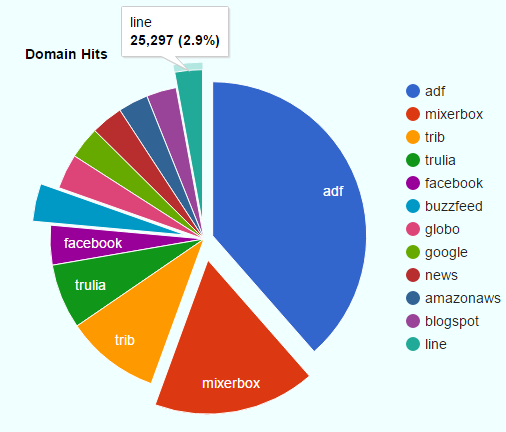 line
25,297 (2.9%)
Domain Hits
adf
mixerbox
trib
trulia
facebook
adf
mixerbox
trib
trulia
facebook
buzzfeed
globo
google
news
amazonaws
blogspot
line